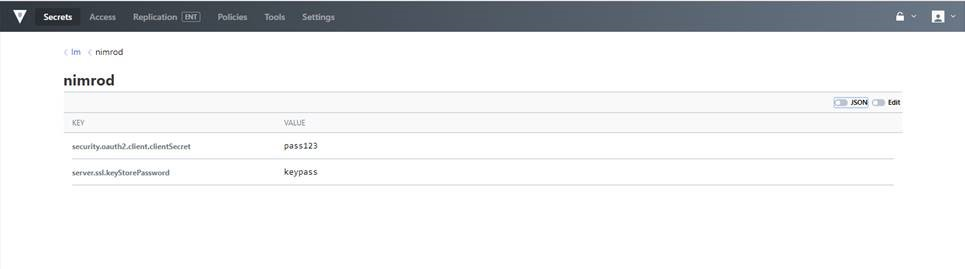 Secrets Access Replication ENT Policies Tools Settings
lm nimrod
nimrod
JSON Edit
KEY VALUE
security.oauth2.client.clientSecret pass123
server.ssl.keyStorePassword keypass